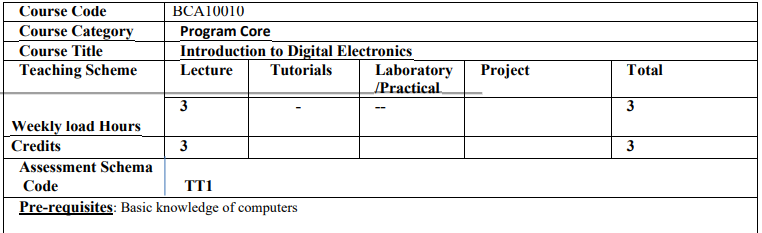 Course Code BCA10010
Course Category Program Core
Course Title Introduction to Digital Electronics
Teaching Scheme Lecture Tutorials Laboratory /Practical Project Total
Weekly load Hours 3 - -- 3
Credits 3 3
Assessment Schema Code TT1
Pre-requisites: Basic knowledge of computers